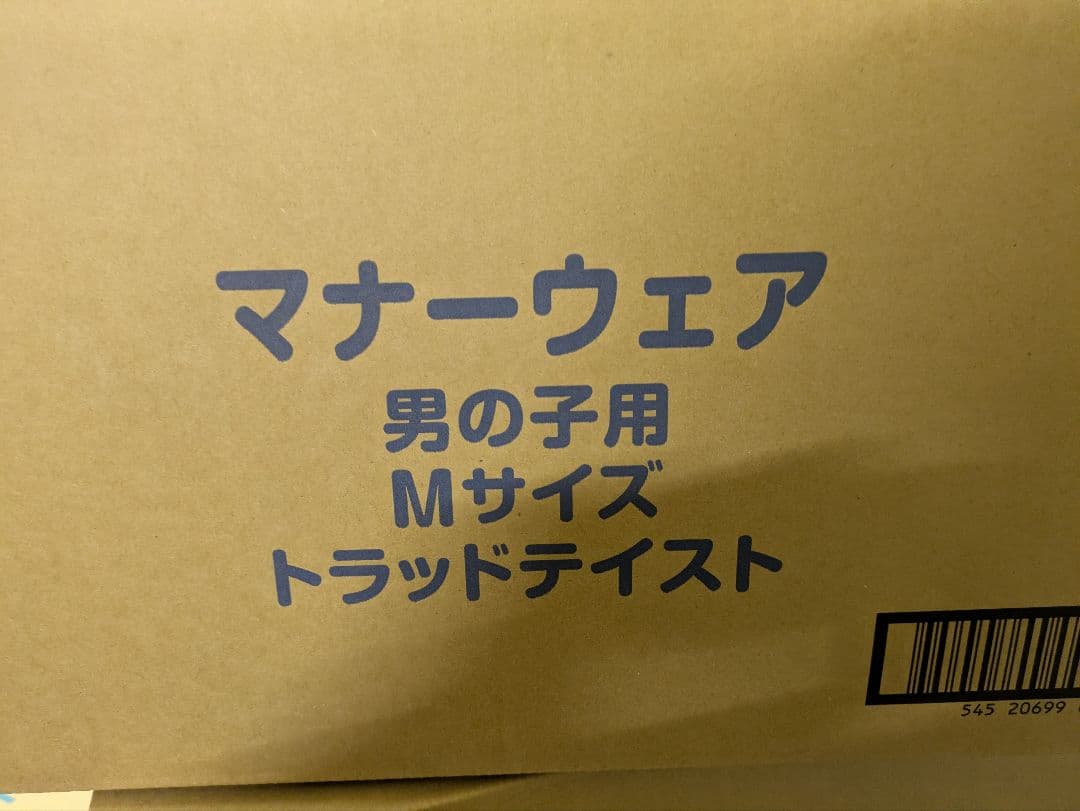 マナーウェア
男の子用
Mサイズ
トラッドテイスト
545 20699